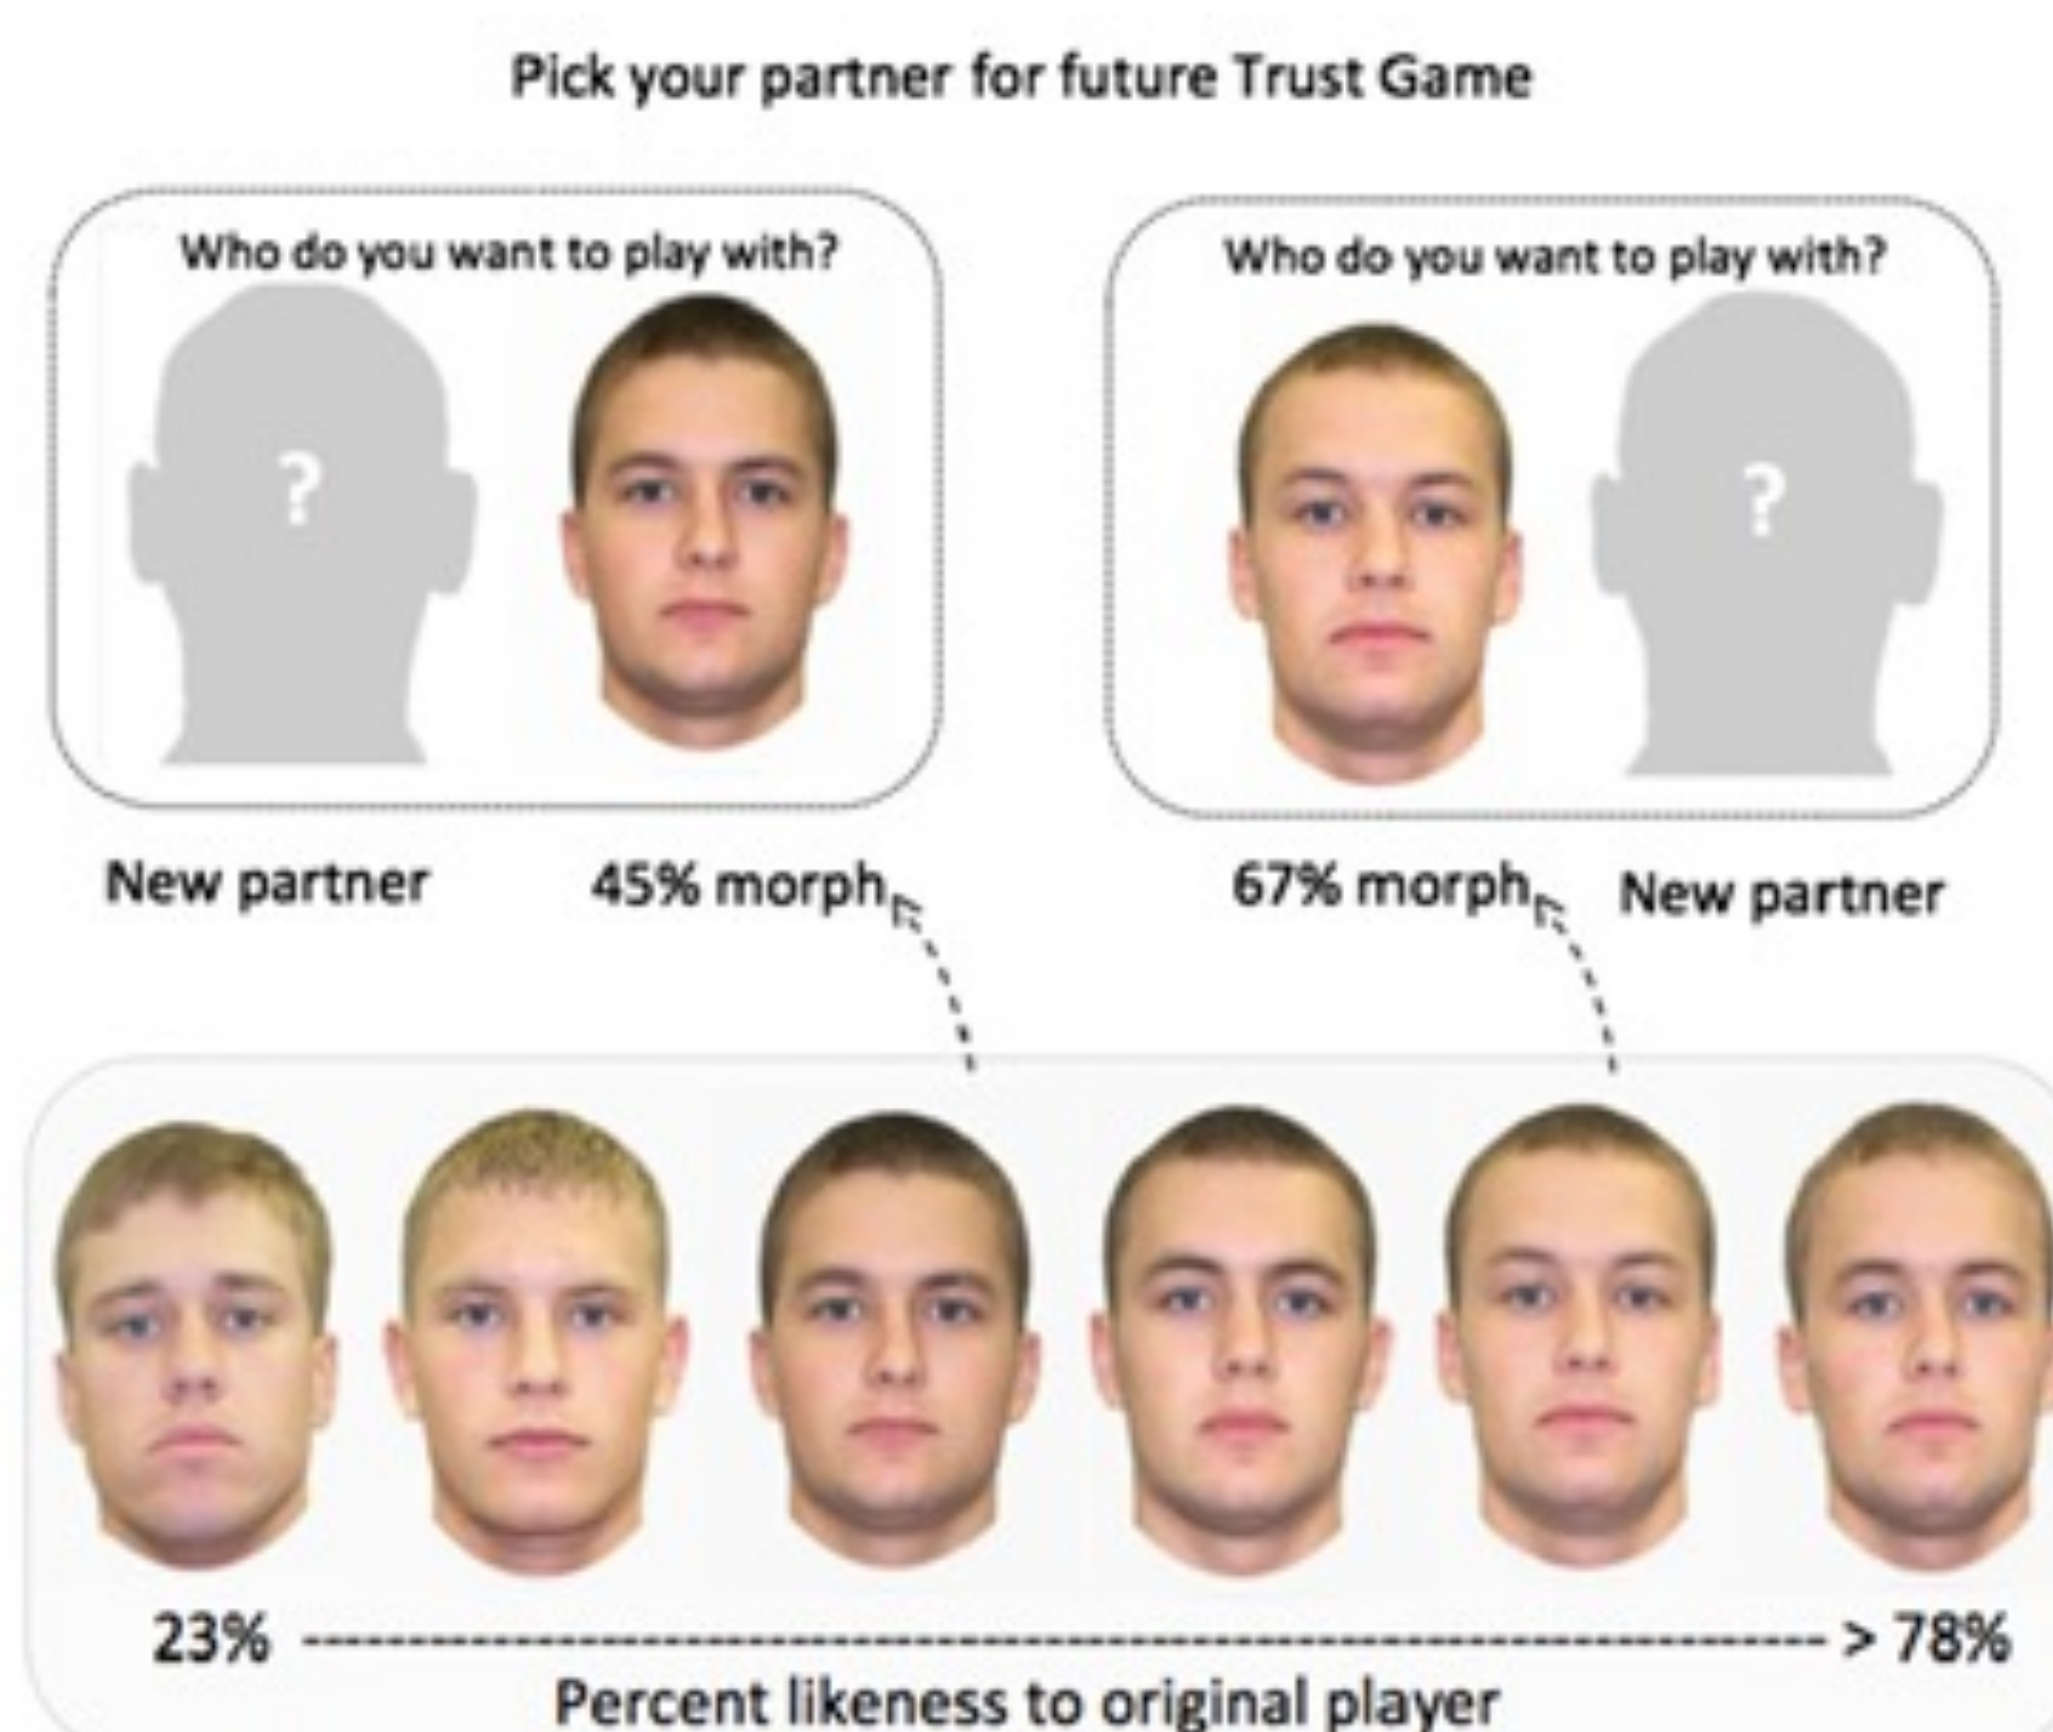 Pick your partner for future Trust Game
Who do you want to play with?
?
Who do you want to play with?
?
New partner
45% morph
67% morph
New partner
23% > 78%
Percent likeness to original player